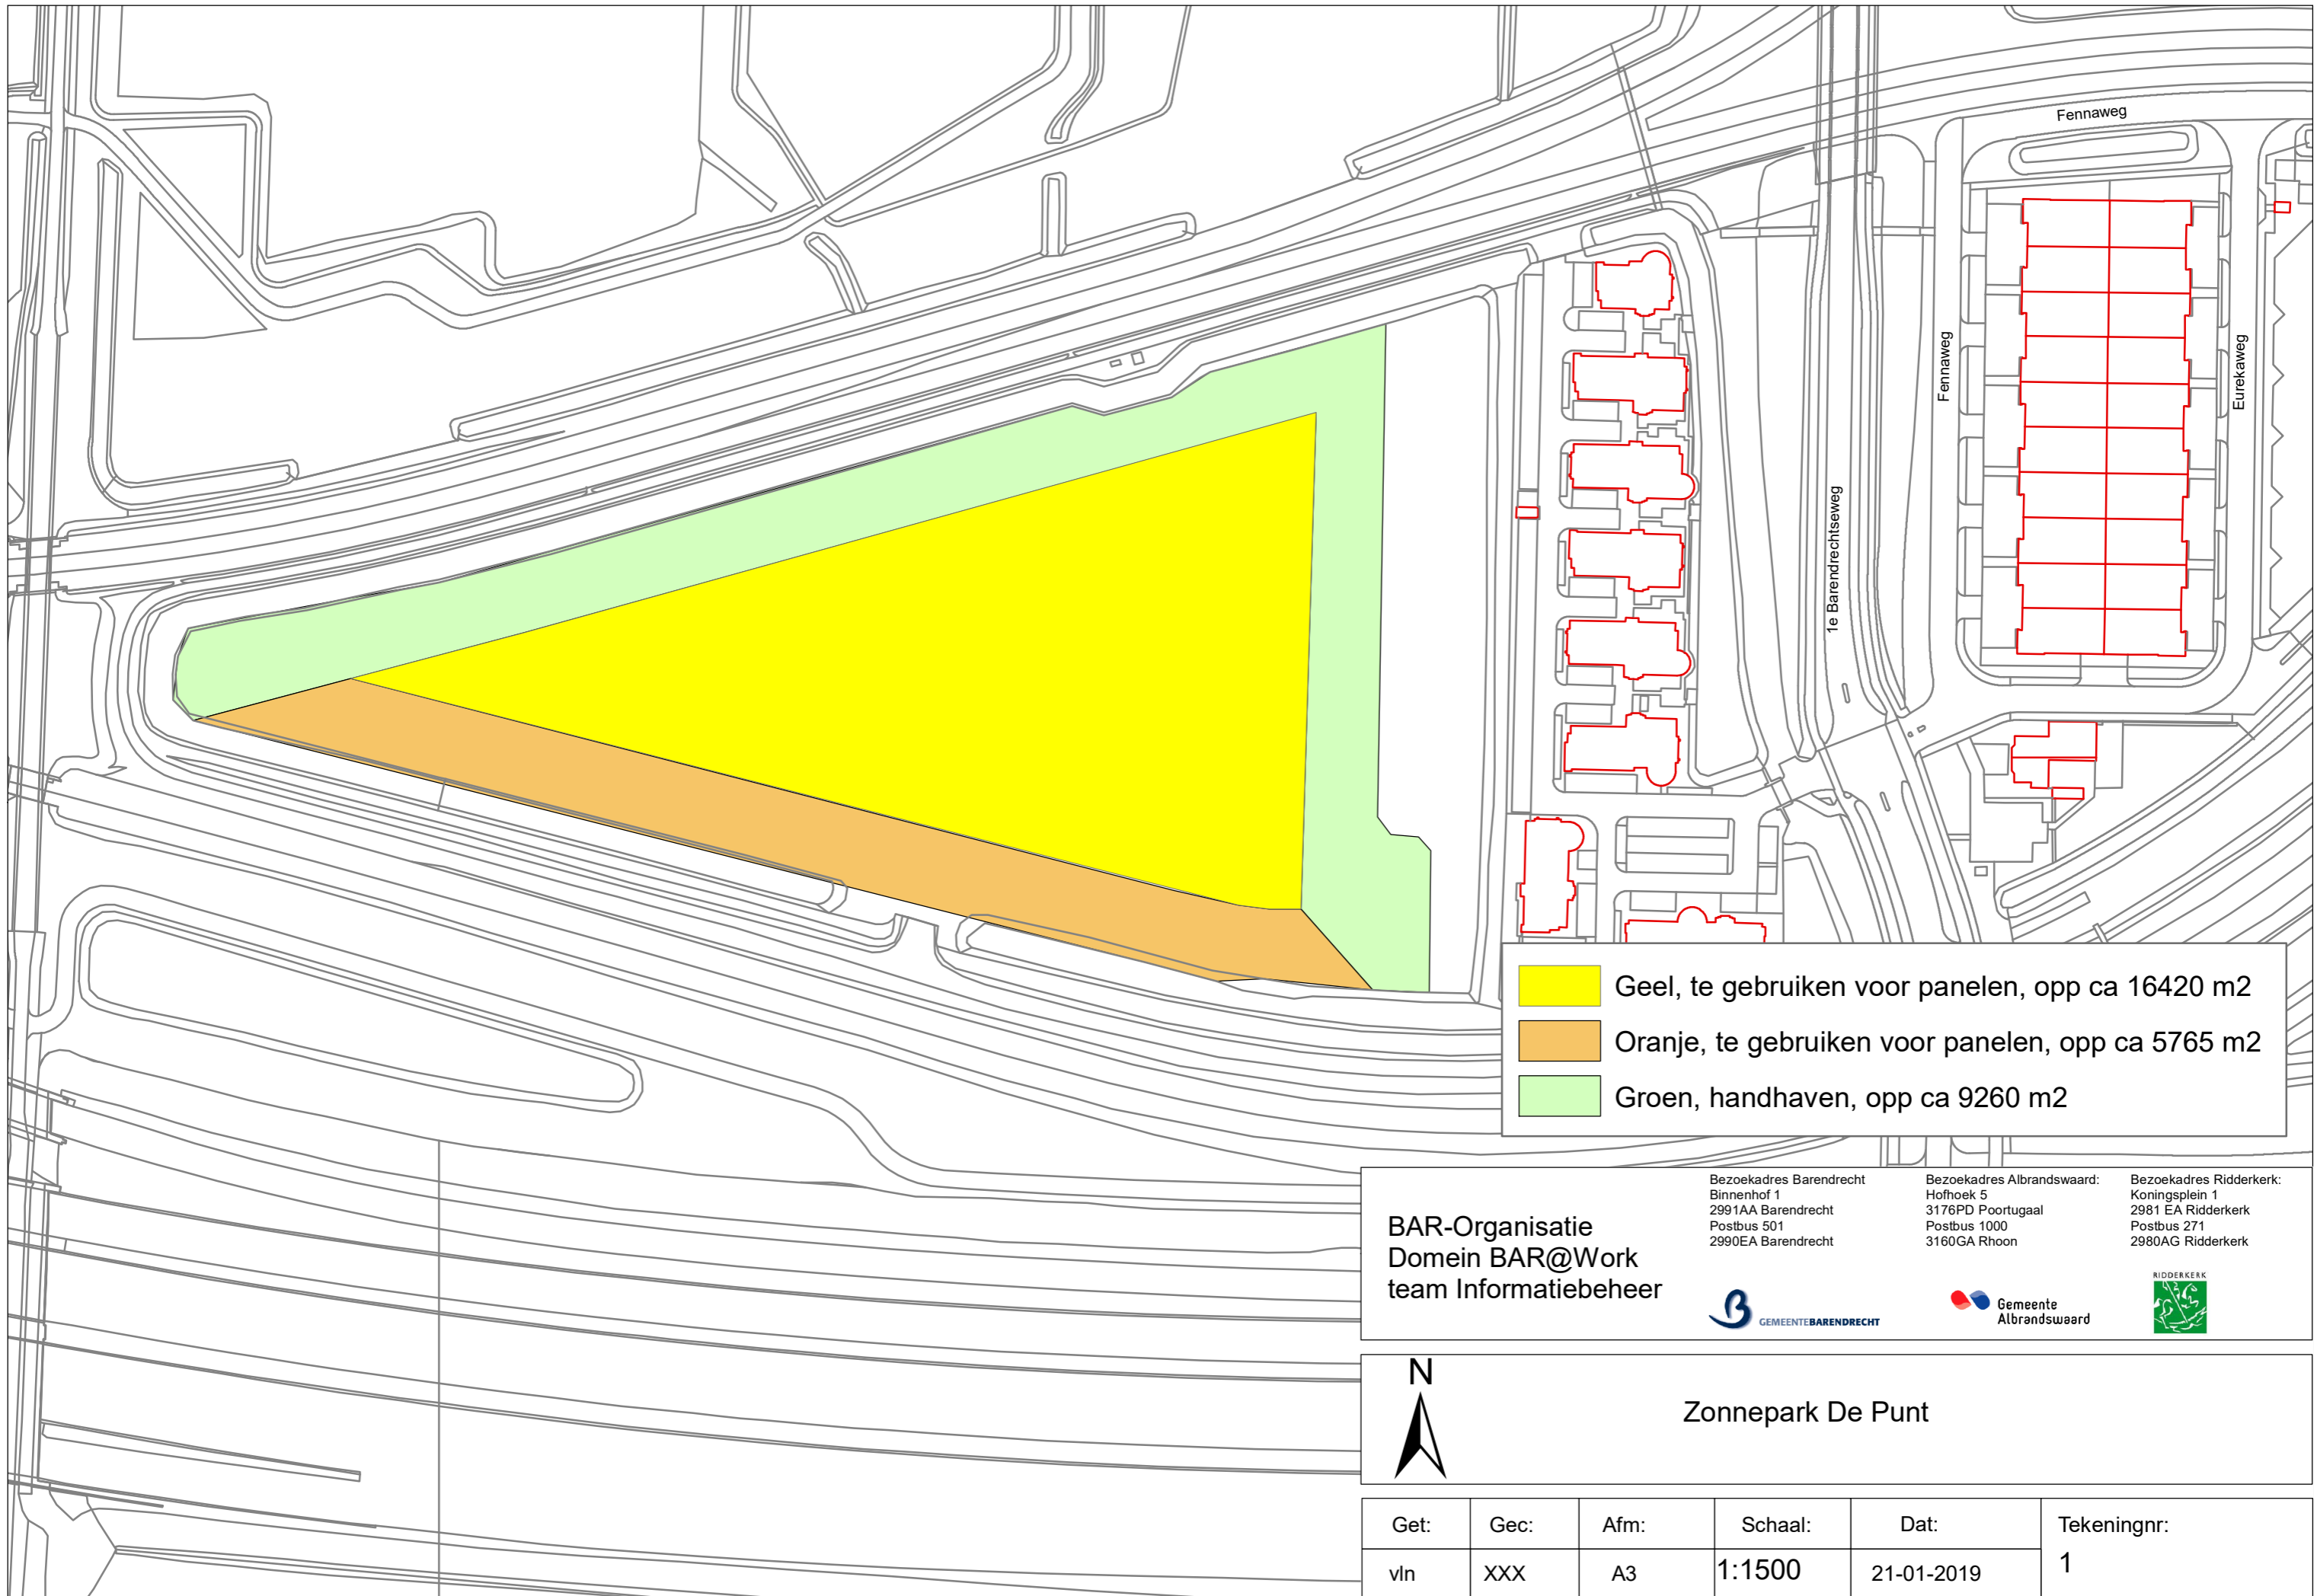 Fennaweg
Fennaweg
Eurekaweg
1e Barendrechtseweg
Geel, te gebruiken voor panelen, opp ca 16420 m2
Oranje, te gebruiken voor panelen, opp ca 5765 m2
Groen, handhaven, opp ca 9260 m2
BAR-Organisatie
Domein BAR@Work
team Informatiebeheer
Bezoekadres Barendrecht
Binnenhof 1
2991AA Barendrecht
Postbus 501
2990EA Barendrecht
Bezoekadres Albrandswaard:
Hofhoek 5
3176PD Poortugaal
Postbus 1000
3160GA Rhoon
Bezoekadres Ridderkerk:
Koningsplein 1
2981 EA Ridderkerk
Postbus 271
2980AG Ridderkerk
GEMEENTEBARENDRECHT
Gemeente
Albrandswaard
RIDDERKERK
N
Zonnepark De Punt
Get: Gec: Afm: Schaal: Dat: Tekeningnr:
vln XXX A3 1:1500 21-01-2019 1